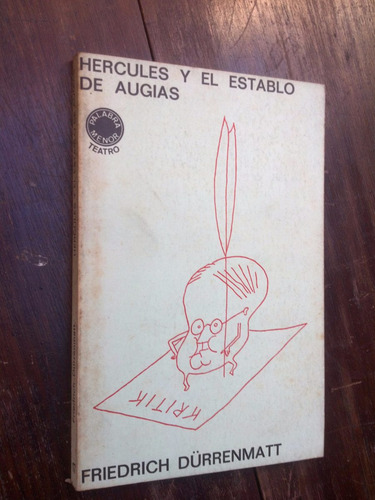 HERCULES Y EL ESTABLO
DE AUGIAS
PALABRA
MENOR
TEATRO
KRITIK
FRIEDRICH DÜRRENMATT